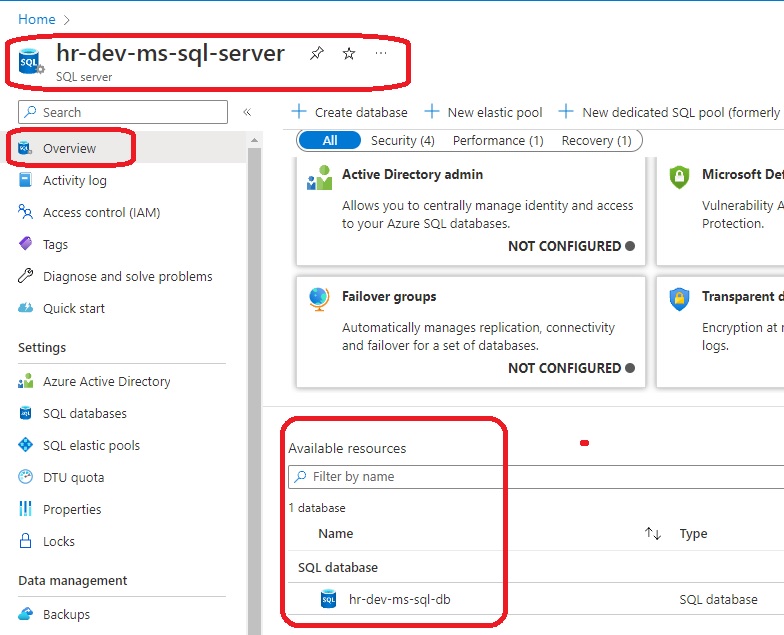 Home
hr-dev-ms-sql-server
SQL server
Search
Create database
New elastic pool
New dedicated SQL pool (formerly
Overview
Activity log
Access control (IAM)
Tags
Diagnose and solve problems
Quick start
Settings
Azure Active Directory
SQL databases
SQL elastic pools
DTU quota
Properties
Locks
Data management
Backups
All
Security (4)
Performance (1)
Recovery (1)
Active Directory admin
Allows you to centrally manage identity and access
to your Azure SQL databases.
NOT CONFIGURED
Microsoft Def
Vulnerability A
Protection.
Failover groups
Automatically manages replication, connectivity
and failover for a set of databases.
NOT CONFIGURED
Transparent d
Encryption at r
logs.
Available resources
Filter by name
1 database
Name
Type
SQL database
hr-dev-ms-sql-db
SQL database